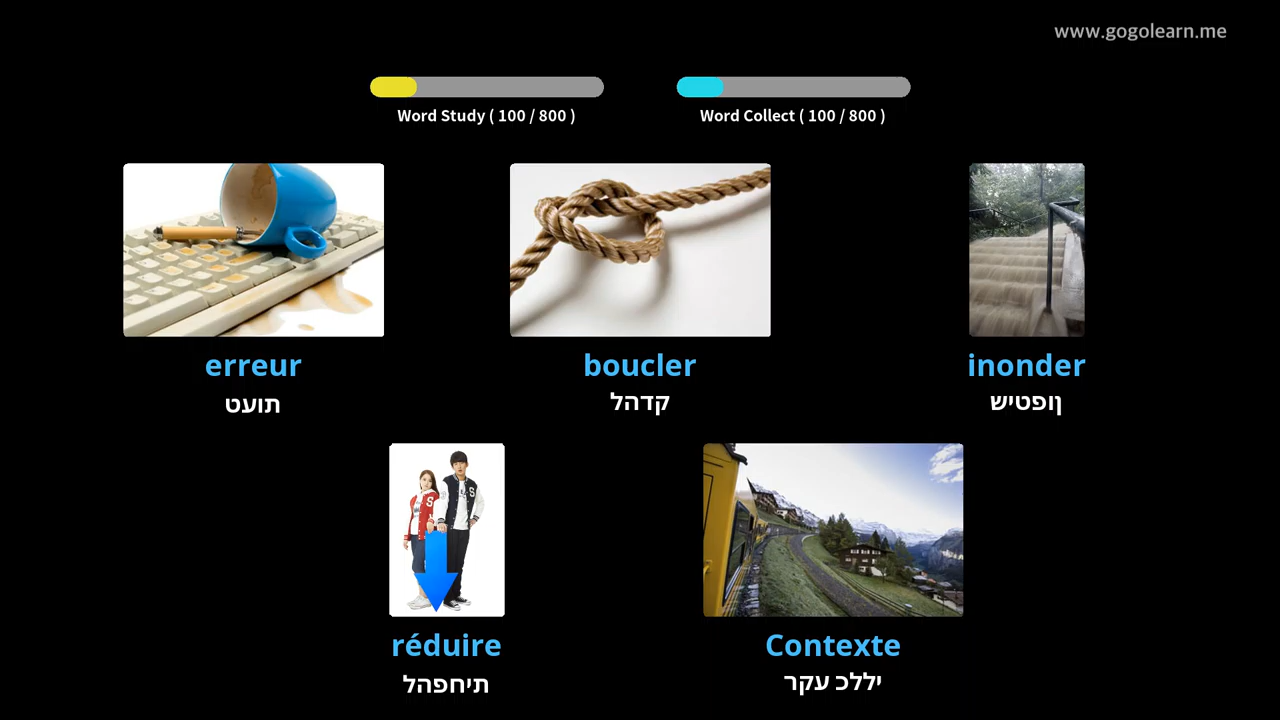 www.gogolearn.me
Word Study ( 100 / 800 )
Word Collect ( 100 / 800 )
erreur
תועט
boucler
קדהל
inonder
ןופטיש
réduire
תיחפהל
Contexte
יללכ עקר